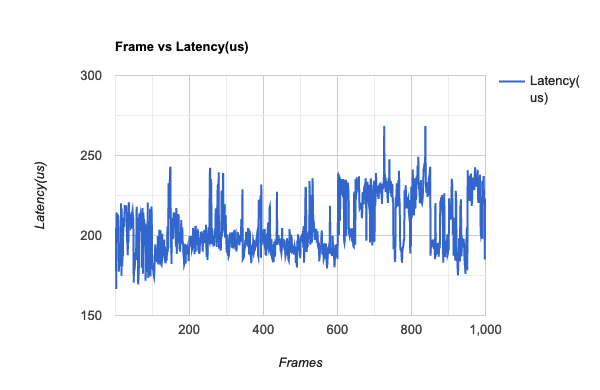 Frame vs Latency(us)
300
250
200
150
Latency(us)
200
400
600
800
1,000
Frames
Latency(
us)